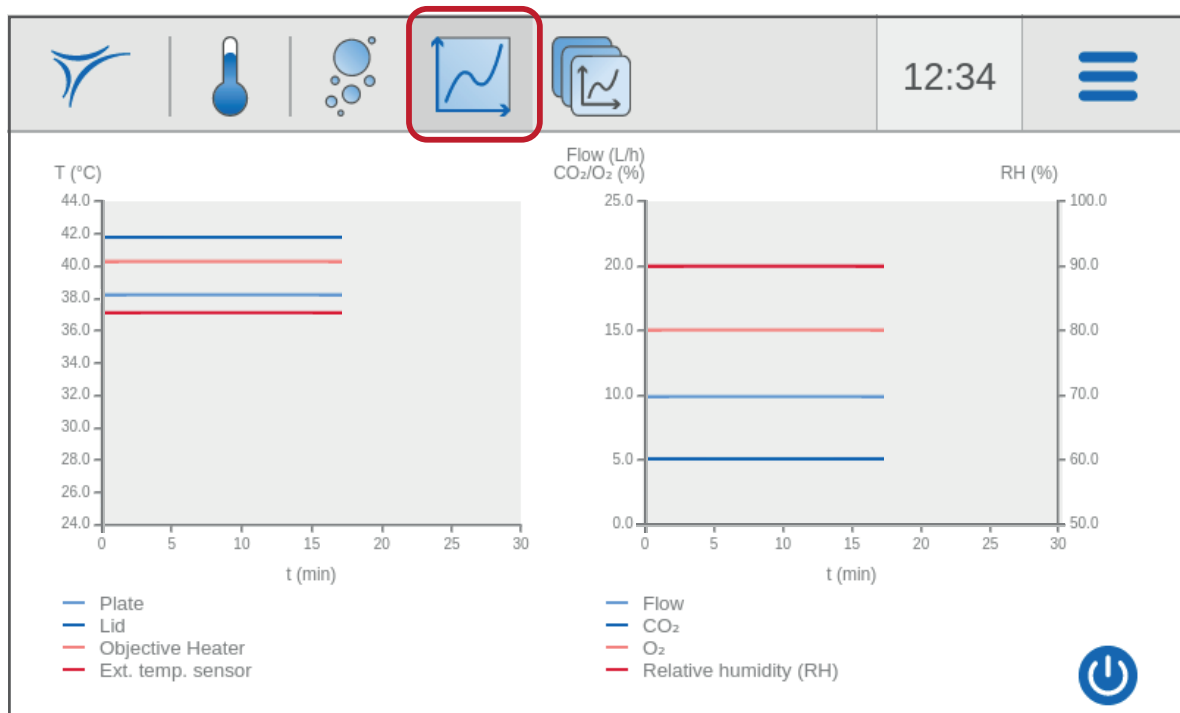 12:34
T (°C)
44.0
42.0
40.0
38.0
36.0
34.0
32.0
30.0
28.0
26.0
24.0
0 5 10 15 20 25 30
t (min)
Plate
Lid
Objective Heater
Ext. temp. sensor
Flow (L/h)
CO₂/O₂ (%)
25.0
20.0
15.0
10.0
5.0
0.0
RH (%)
100.0
90.0
80.0
70.0
60.0
50.0
0 5 10 15 20 25 30
t (min)
Flow
CO₂
O₂
Relative humidity (RH)